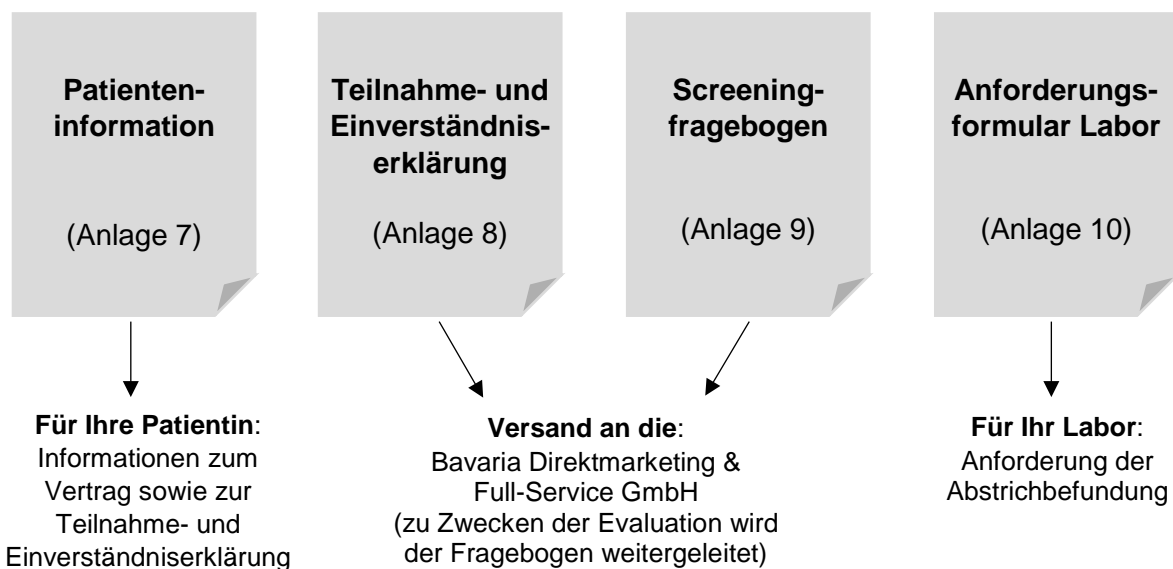 Patienten-
information
(Anlage 7)
Teilnahme- und
Einverständnis-
erklärung
(Anlage 8)
Screening-
fragebogen
(Anlage 9)
Anforderungs-
formular Labor
(Anlage 10)
Für Ihre Patientin:
Informationen zum
Vertrag sowie zur
Teilnahme- und
Einverständniserklärung
Versand an die:
Bavaria Direktmarketing &
Full-Service GmbH
(zu Zwecken der Evaluation wird
der Fragebogen weitergeleitet)
Für Ihr Labor:
Anforderung der
Abstrichbefundung